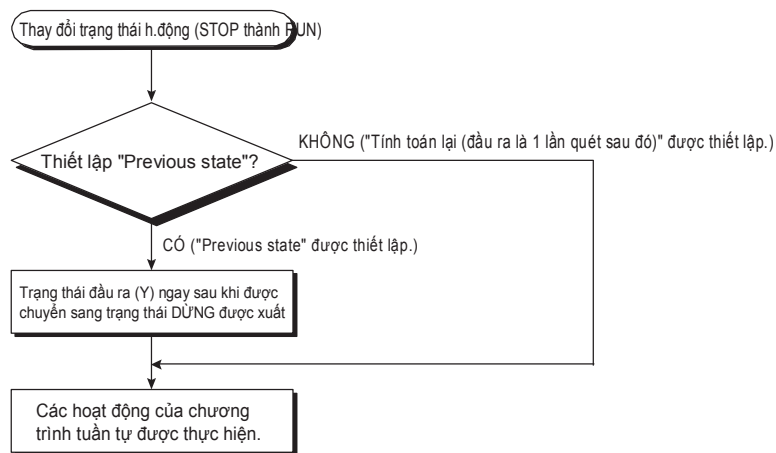 Thay đổi trạng thái h.động (STOP thành RUN)
Thiết lập "Previous state"?
KHÔNG ("Tính toán lại (đầu ra là 1 lần quét sau đó)" được thiết lập.)
CÓ ("Previous state" được thiết lập.)
Trạng thái đầu ra (Y) ngay sau khi được
chuyển sang trạng thái DỪNG được xuất
Các hoạt động của chương
trình tuần tự được thực hiện.